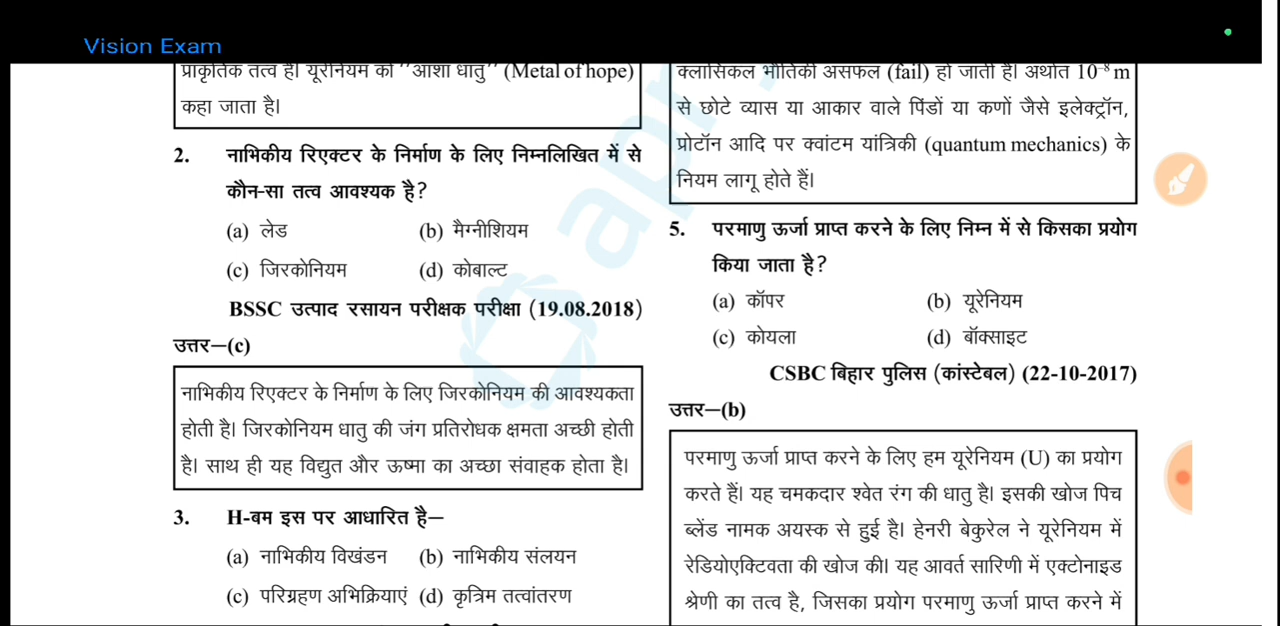 Vision Exam
प्राकृतिक तत्व है। यूरेनियम को ''आशा धातु'' (Metal of hope)
कहा जाता है।
2. नाभिकीय रिएक्टर के निर्माण के लिए निम्नलिखित में से
कौन-सा तत्व आवश्यक है?
(a) लेड (b) मैग्नीशियम
(c) जिरकोनियम (d) कोबाल्ट
BSSC उत्पाद रसायन परीक्षक परीक्षा (19.08.2018)
उत्तर—(c)
नाभिकीय रिएक्टर के निर्माण के लिए जिरकोनियम की आवश्यकता
होती है। जिरकोनियम धातु की जंग प्रतिरोधक क्षमता अच्छी होती
है। साथ ही यह विद्युत और ऊष्मा का अच्छा संवाहक होता है।
3. H-बम इस पर आधारित है—
(a) नाभिकीय विखंडन (b) नाभिकीय संलयन
(c) परिग्रहण अभिक्रियाएं (d) कृत्रिम तत्वांतरण
क्लासिकल भौतिकी असफल (fail) हो जाती है। अर्थात 10⁻⁸ m
से छोटे व्यास या आकार वाले पिंडों या कणों जैसे इलेक्ट्रॉन,
प्रोटॉन आदि पर क्वांटम यांत्रिकी (quantum mechanics) के
नियम लागू होते हैं।
5. परमाणु ऊर्जा प्राप्त करने के लिए निम्न में से किसका प्रयोग
किया जाता है?
(a) कॉपर (b) यूरेनियम
(c) कोयला (d) बॉक्साइट
CSBC बिहार पुलिस (कांस्टेबल) (22-10-2017)
उत्तर—(b)
परमाणु ऊर्जा प्राप्त करने के लिए हम यूरेनियम (U) का प्रयोग
करते हैं। यह चमकदार श्वेत रंग की धातु है। इसकी खोज पिच
ब्लेंड नामक अयस्क से हुई है। हेनरी बेकुरेल ने यूरेनियम में
रेडियोएक्टिवता की खोज की। यह आवर्त सारिणी में एक्टोनाइड
श्रेणी का तत्व है, जिसका प्रयोग परमाणु ऊर्जा प्राप्त करने में